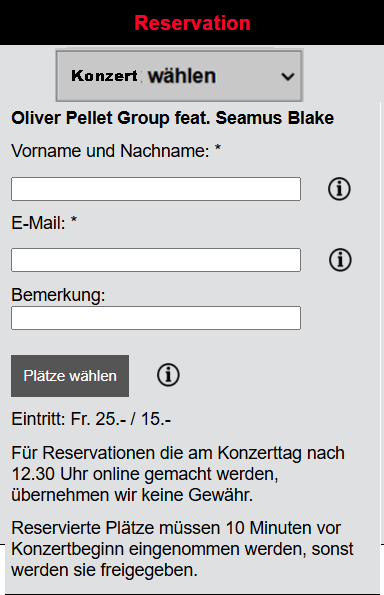 Reservation
Konzert wählen
Oliver Pellet Group feat. Seamus Blake
Vorname und Nachname: *
E-Mail: *
Bemerkung:
Plätze wählen
Eintritt: Fr. 25.- / 15.-
Für Reservationen die am Konzerttag nach
12.30 Uhr online gemacht werden,
übernehmen wir keine Gewähr.
Reservierte Plätze müssen 10 Minuten vor
Konzertbeginn eingenommen werden, sonst
werden sie freigegeben.